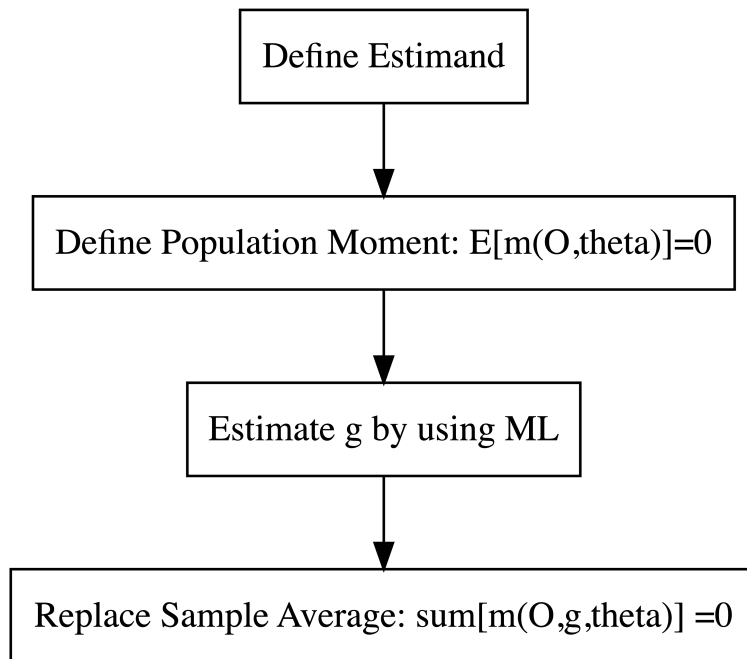 Define Estimand
Define Population Moment: E[m(O,theta)]=0
Estimate g by using ML
Replace Sample Average: sum[m(O,g,theta)] =0